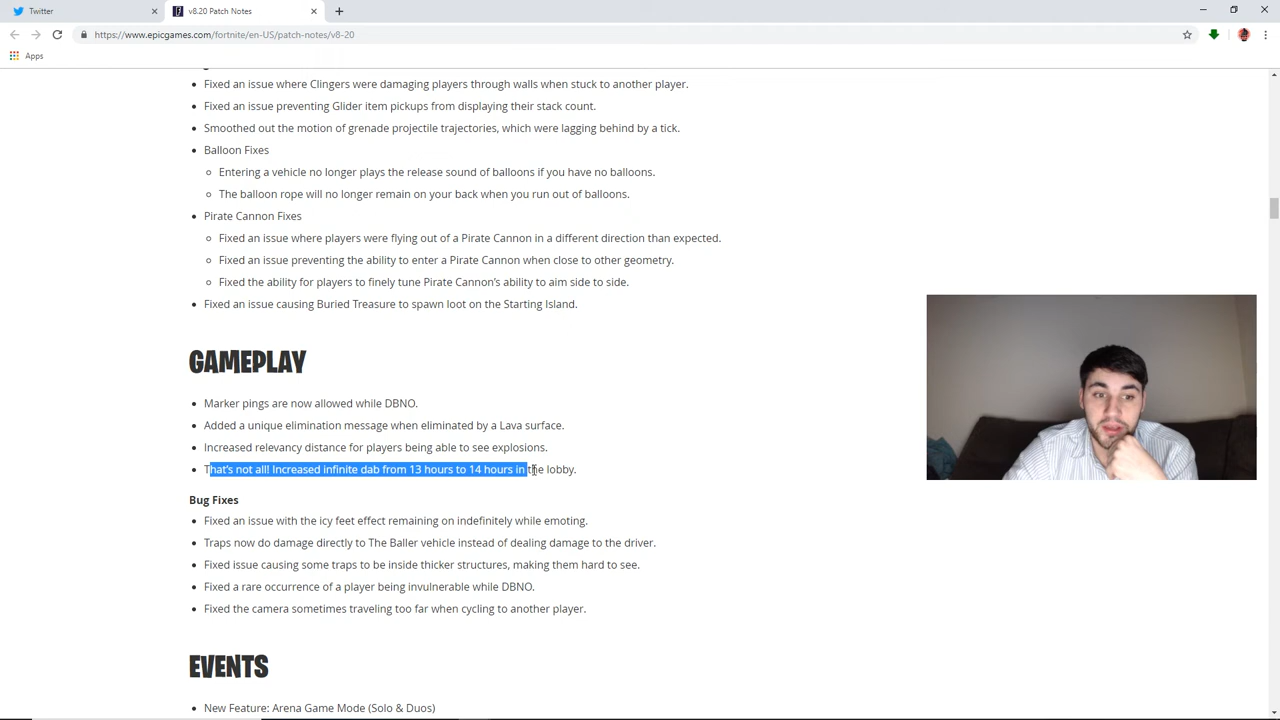 Twitter
v8.20 Patch Notes
https://www.epicgames.com/fortnite/en-US/patch-notes/v8-20
Apps
Fixed an issue where Clingers were damaging players through walls when stuck to another player.
Fixed an issue preventing Glider item pickups from displaying their stack count.
Smoothed out the motion of grenade projectile trajectories, which were lagging behind by a tick.
Balloon Fixes
Entering a vehicle no longer plays the release sound of balloons if you have no balloons.
The balloon rope will no longer remain on your back when you run out of balloons.
Pirate Cannon Fixes
Fixed an issue where players were flying out of a Pirate Cannon in a different direction than expected.
Fixed an issue preventing the ability to enter a Pirate Cannon when close to other geometry.
Fixed the ability for players to finely tune Pirate Cannon's ability to aim side to side.
Fixed an issue causing Buried Treasure to spawn loot on the Starting Island.
GAMEPLAY
Marker pings are now allowed while DBNO.
Added a unique elimination message when eliminated by a Lava surface.
Increased relevancy distance for players being able to see explosions.
That's not all! Increased infinite dab from 13 hours to 14 hours in the lobby.
Bug Fixes
Fixed an issue with the icy feet effect remaining on indefinitely while emoting.
Traps now do damage directly to The Baller vehicle instead of dealing damage to the driver.
Fixed issue causing some traps to be inside thicker structures, making them hard to see.
Fixed a rare occurrence of a player being invulnerable while DBNO.
Fixed the camera sometimes traveling too far when cycling to another player.
EVENTS
New Feature: Arena Game Mode (Solo & Duos)